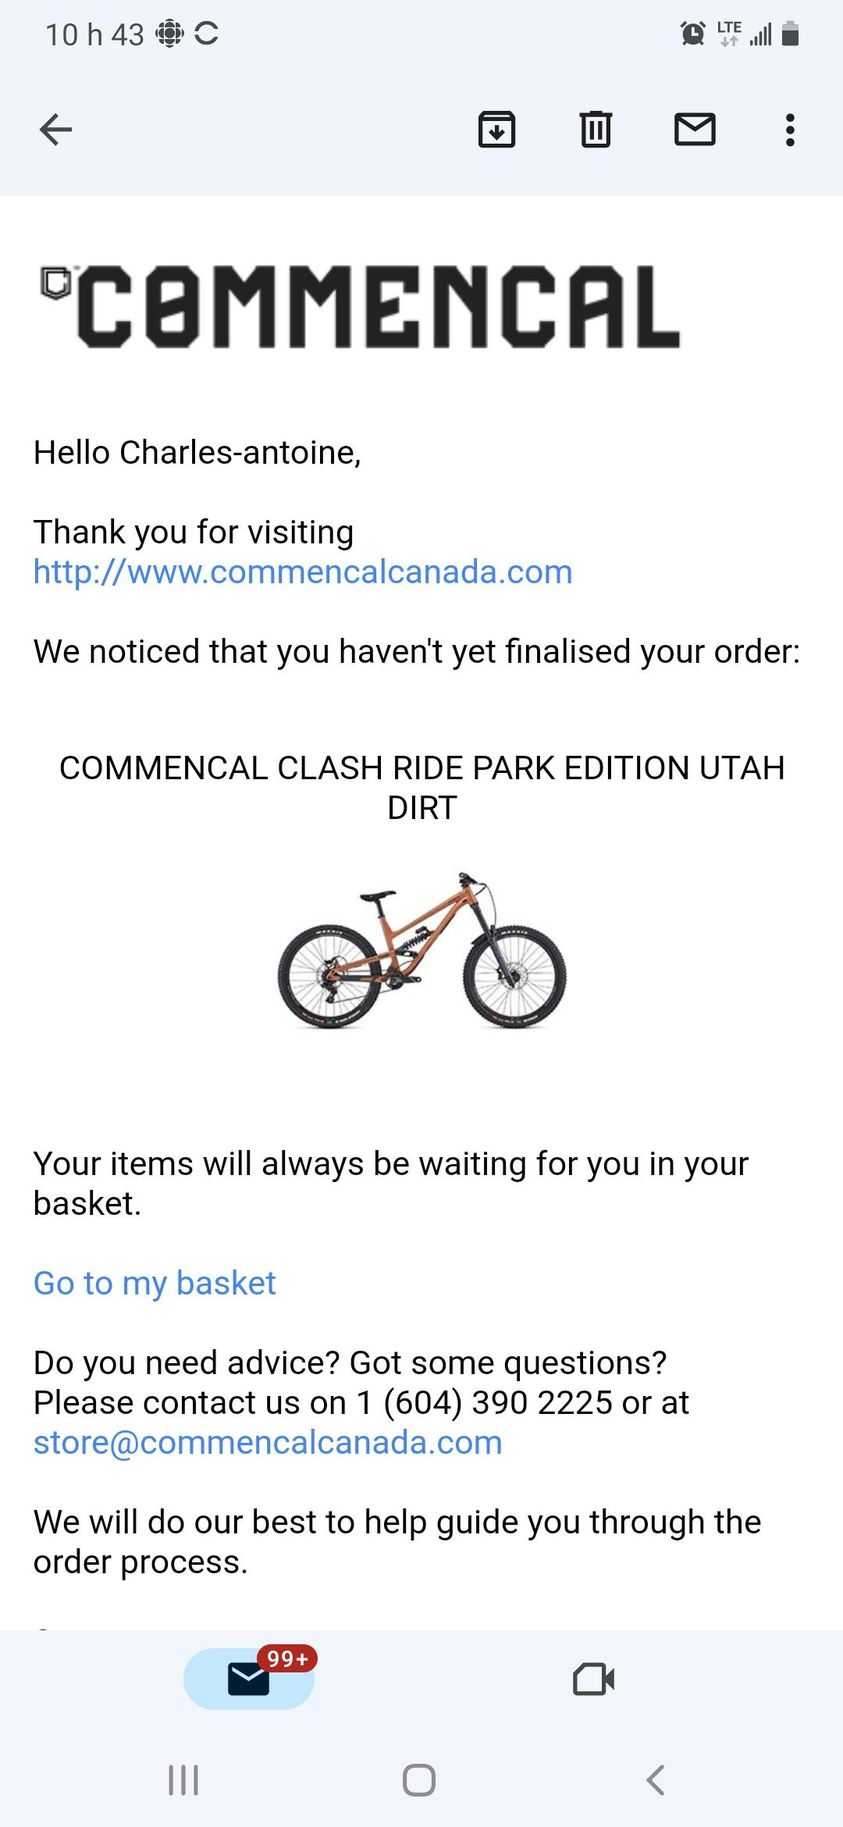 10 h 43
LTE
COMMENCAL
Hello Charles-antoine,
Thank you for visiting
http://www.commencalcanada.com
We noticed that you haven't yet finalised your order:
COMMENCAL CLASH RIDE PARK EDITION UTAH
DIRT
Your items will always be waiting for you in your
basket.
Go to my basket
Do you need advice? Got some questions?
Please contact us on 1 (604) 390 2225 or at
store@commencalcanada.com
We will do our best to help guide you through the
order process.
99+